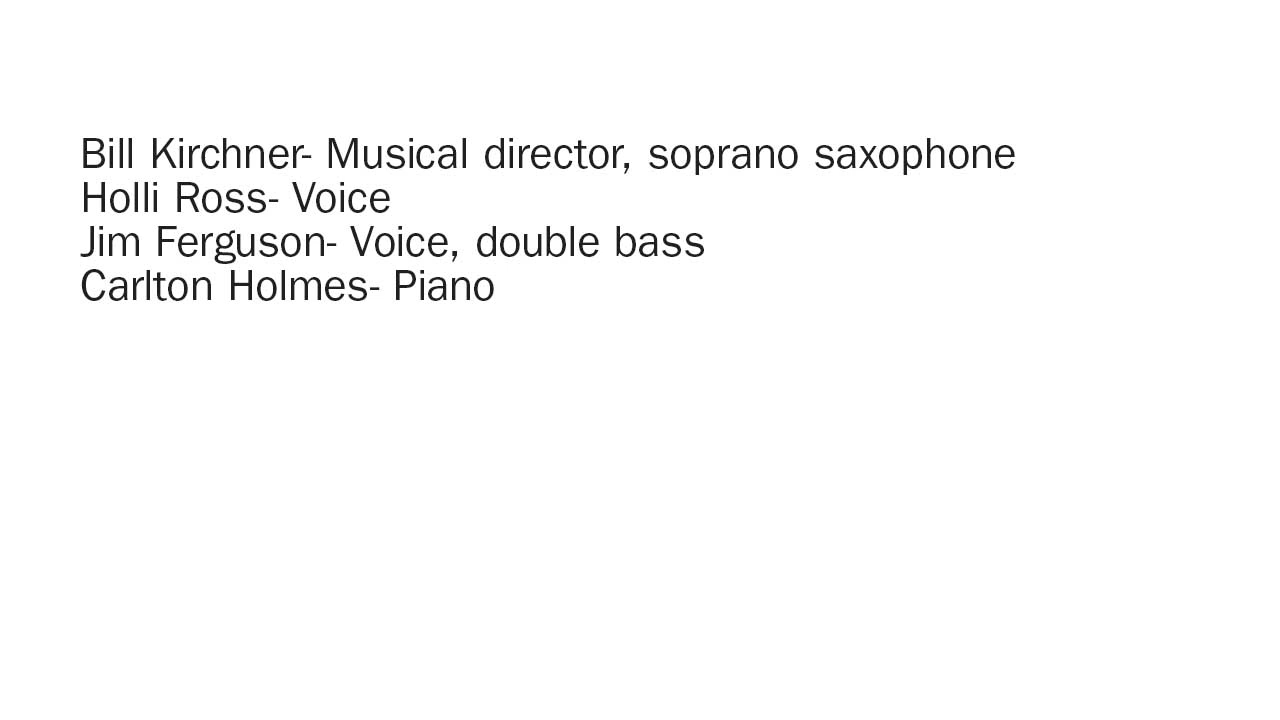 Bill Kirchner- Musical director, soprano saxophone
Holli Ross- Voice
Jim Ferguson- Voice, double bass
Carlton Holmes- Piano